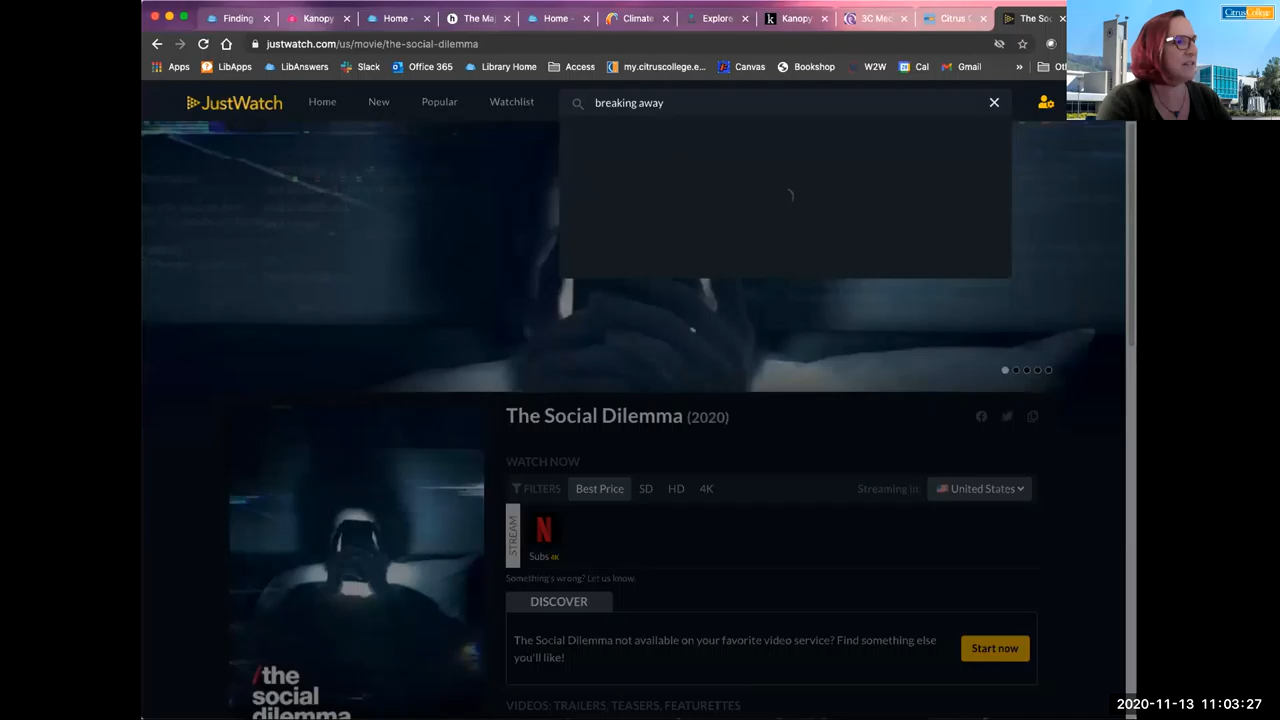 Finding
Kanopy
Home -
The Ma
Home -
Climate
Explore
Kanopy
3C Med
Citrus C
The Soc
justwatch.com/us/movie/the-social-dilemma
Apps
LibApps
LibAnswers
Slack
Office 365
Library Home
Access
my.citruscollege.e...
Canvas
Bookshop
W2W
Cal
Gmail
»
CitrusCollege
JustWatch
Home
New
Popular
Watchlist
breaking away
The Social Dilemma (2020)
WATCH NOW
FILTERS
Best Price
SD
HD
4K
Streaming in:
United States
STREAM
N
Subs 4K
Something's wrong? Let us know.
DISCOVER
The Social Dilemma not available on your favorite video service? Find something else
you'll like!
Start now
VIDEOS: TRAILERS, TEASERS, FEATURETTES
/the
social
dilemma
2020-11-13 11:03:27